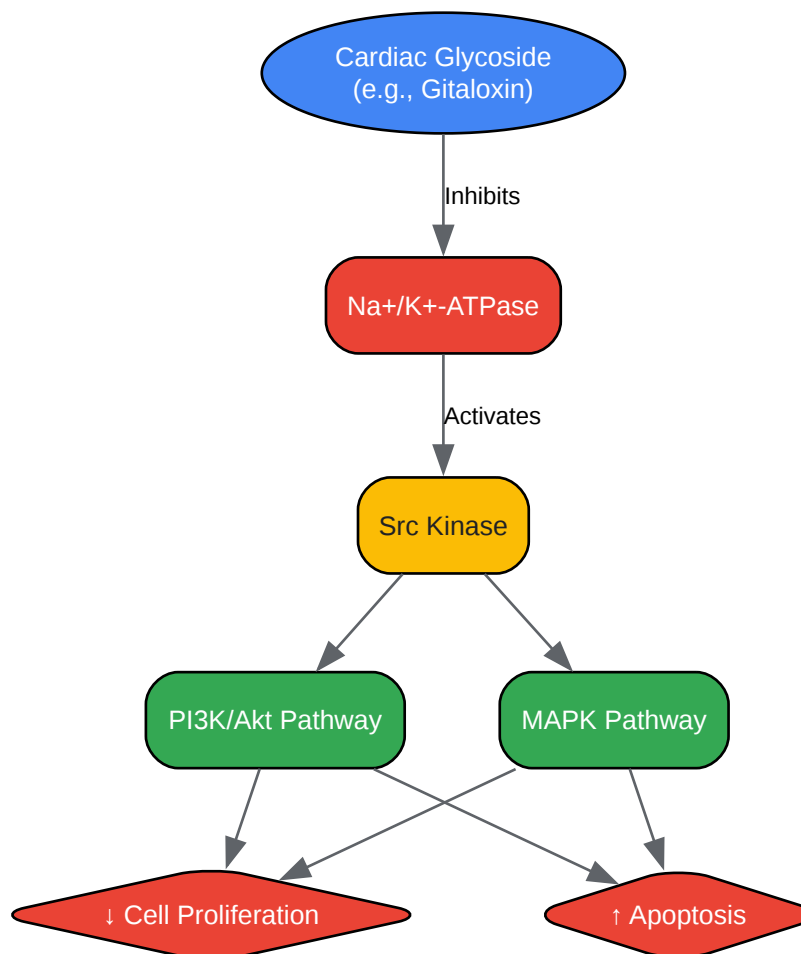 Cardiac Glycoside
(e.g., Gitaloxin)
Inhibits
Na+/K+-ATPase
Activates
Src Kinase
PI3K/Akt Pathway
MAPK Pathway
↓ Cell Proliferation
↑ Apoptosis